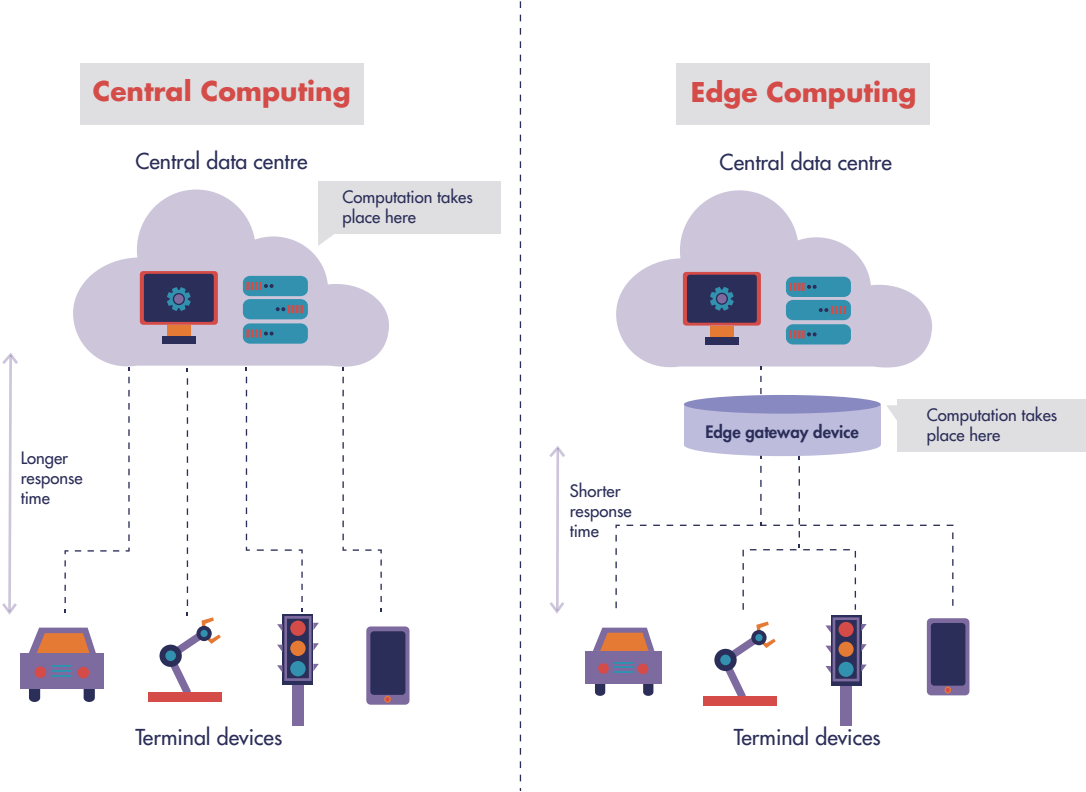 Central Computing
Central data centre
Computation takes
place here
Longer
response
time
Terminal devices
Edge Computing
Central data centre
Edge gateway device
Computation takes
place here
Shorter
response
time
Terminal devices